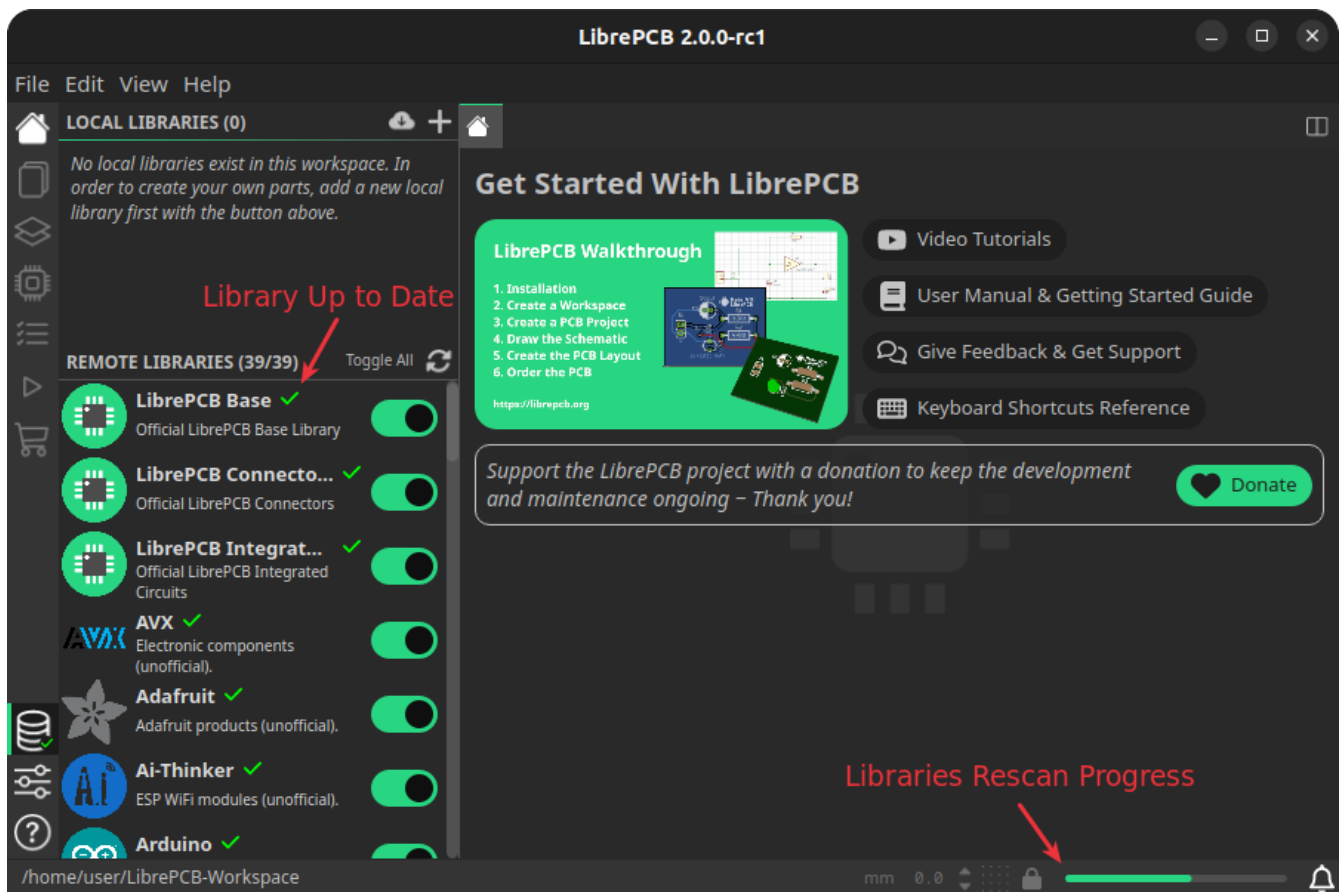 LibrePCB 2.0.0-rc1
File Edit View Help
LOCAL LIBRARIES (0)
No local libraries exist in this workspace. In
order to create your own parts, add a new local
library first with the button above.
Library Up to Date
REMOTE LIBRARIES (39/39) Toggle All
LibrePCB Base
Official LibrePCB Base Library
LibrePCB Connecto...
Official LibrePCB Connectors
LibrePCB Integrat...
Official LibrePCB Integrated
Circuits
AVX
AVX
Electronic components
(unofficial).
Adafruit
Adafruit products (unofficial).
Ai
Ai-Thinker
ESP WiFi modules (unofficial).
Arduino
Get Started With LibrePCB
LibrePCB Walkthrough
1. Installation
2. Create a Workspace
3. Create a PCB Project
4. Draw the Schematic
5. Create the PCB Layout
6. Order the PCB
https://librepcb.org
Video Tutorials
User Manual & Getting Started Guide
Give Feedback & Get Support
Keyboard Shortcuts Reference
Support the LibrePCB project with a donation to keep the development
and maintenance ongoing – Thank you!
Donate
Libraries Rescan Progress
/home/user/LibrePCB-Workspace
mm 0.0